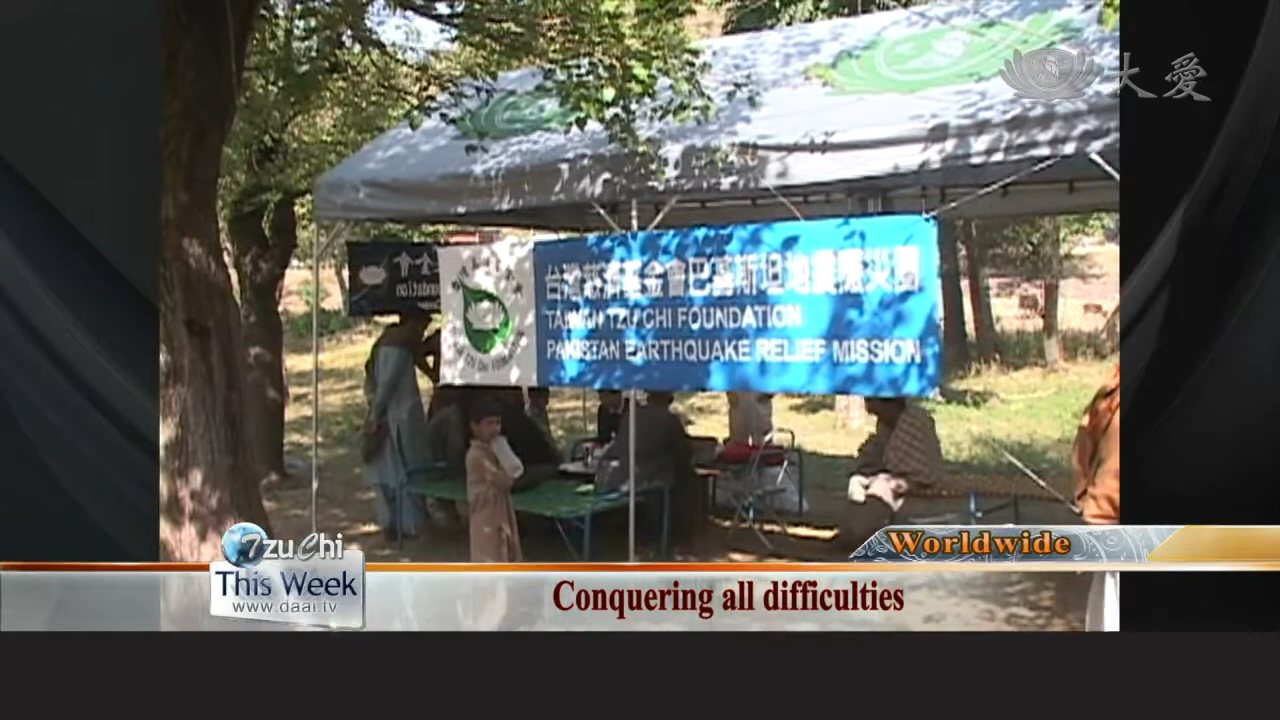 大愛
台灣慈濟基金會巴基斯坦地震賑災團
TAIWAN TZU CHI FOUNDATION
PAKISTAN EARTHQUAKE RELIEF MISSION
Worldwide
Tzu Chi
This Week
www.daai.tv
Conquering all difficulties